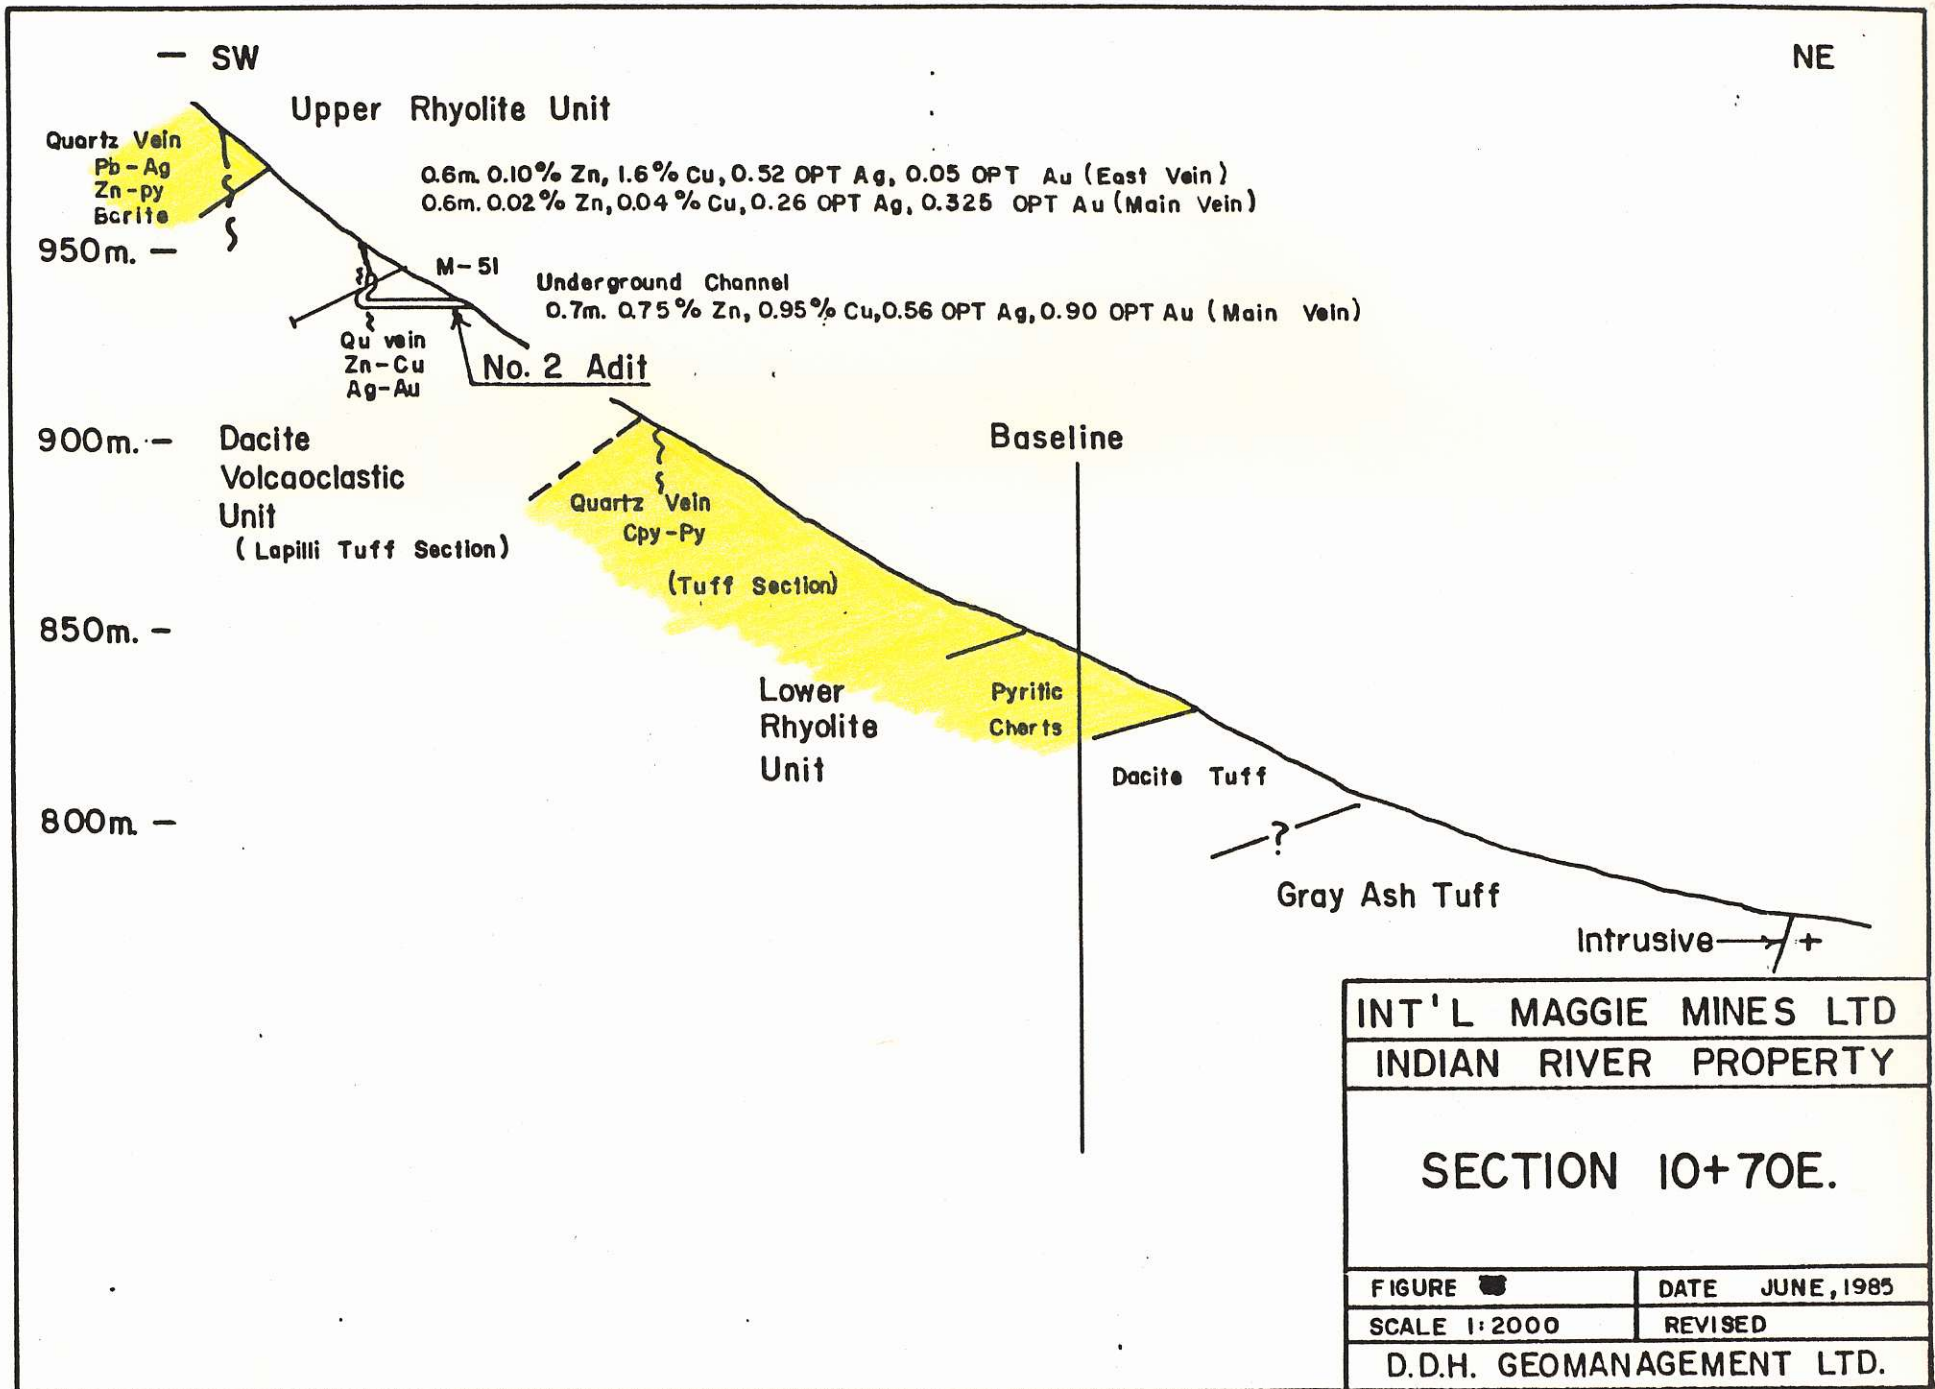 — SW
NE
Upper Rhyolite Unit
Quartz Vein
Pb-Ag
Zn-py
Barite
0.6m. 0.10% Zn, 1.6% Cu, 0.52 OPT Ag, 0.05 OPT Au (East Vein)
0.6m. 0.02% Zn, 0.04% Cu, 0.26 OPT Ag, 0.325 OPT Au (Main Vein)
950m. —
M-51
Underground Channel
0.7m. 0.75% Zn, 0.95% Cu, 0.56 OPT Ag, 0.90 OPT Au (Main Vein)
Qu vein
Zn-Cu
Ag-Au
No. 2 Adit
900m. —
Dacite
Volcaoclastic
Unit
(Lapilli Tuff Section)
Baseline
Quartz Vein
Cpy-Py
(Tuff Section)
850m. —
Lower
Rhyolite
Unit
Pyritic
Cherts
Dacite Tuff
800m. —
?
Gray Ash Tuff
Intrusive
+
INT'L MAGGIE MINES LTD
INDIAN RIVER PROPERTY
SECTION 10+70E.
FIGURE
DATE JUNE, 1985
SCALE 1:2000
REVISED
D.D.H. GEOMANAGEMENT LTD.